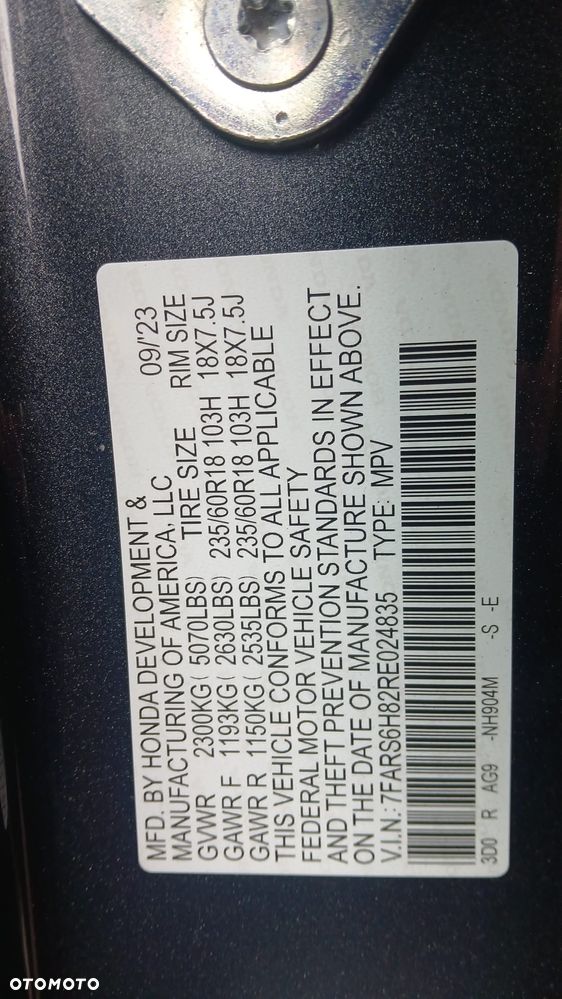 MFD. BY HONDA DEVELOPMENT & 09/'23
MANUFACTURING OF AMERICA, LLC
TIRE SIZE RIM SIZE
GVWR 2300KG( 5070LBS)
GAWR F 1193KG( 2630LBS) 235/60R18 103H 18X7.5J
GAWR R 1150KG( 2535LBS) 235/60R18 103H 18X7.5J
THIS VEHICLE CONFORMS TO ALL APPLICABLE
FEDERAL MOTOR VEHICLE SAFETY
AND THEFT PREVENTION STANDARDS IN EFFECT
ON THE DATE OF MANUFACTURE SHOWN ABOVE.
V.I.N.: 7FARS6H82RE024835 TYPE: MPV
3D0 R AG9 -NH904M -S -E
OTOMOTO
OTOMOTO